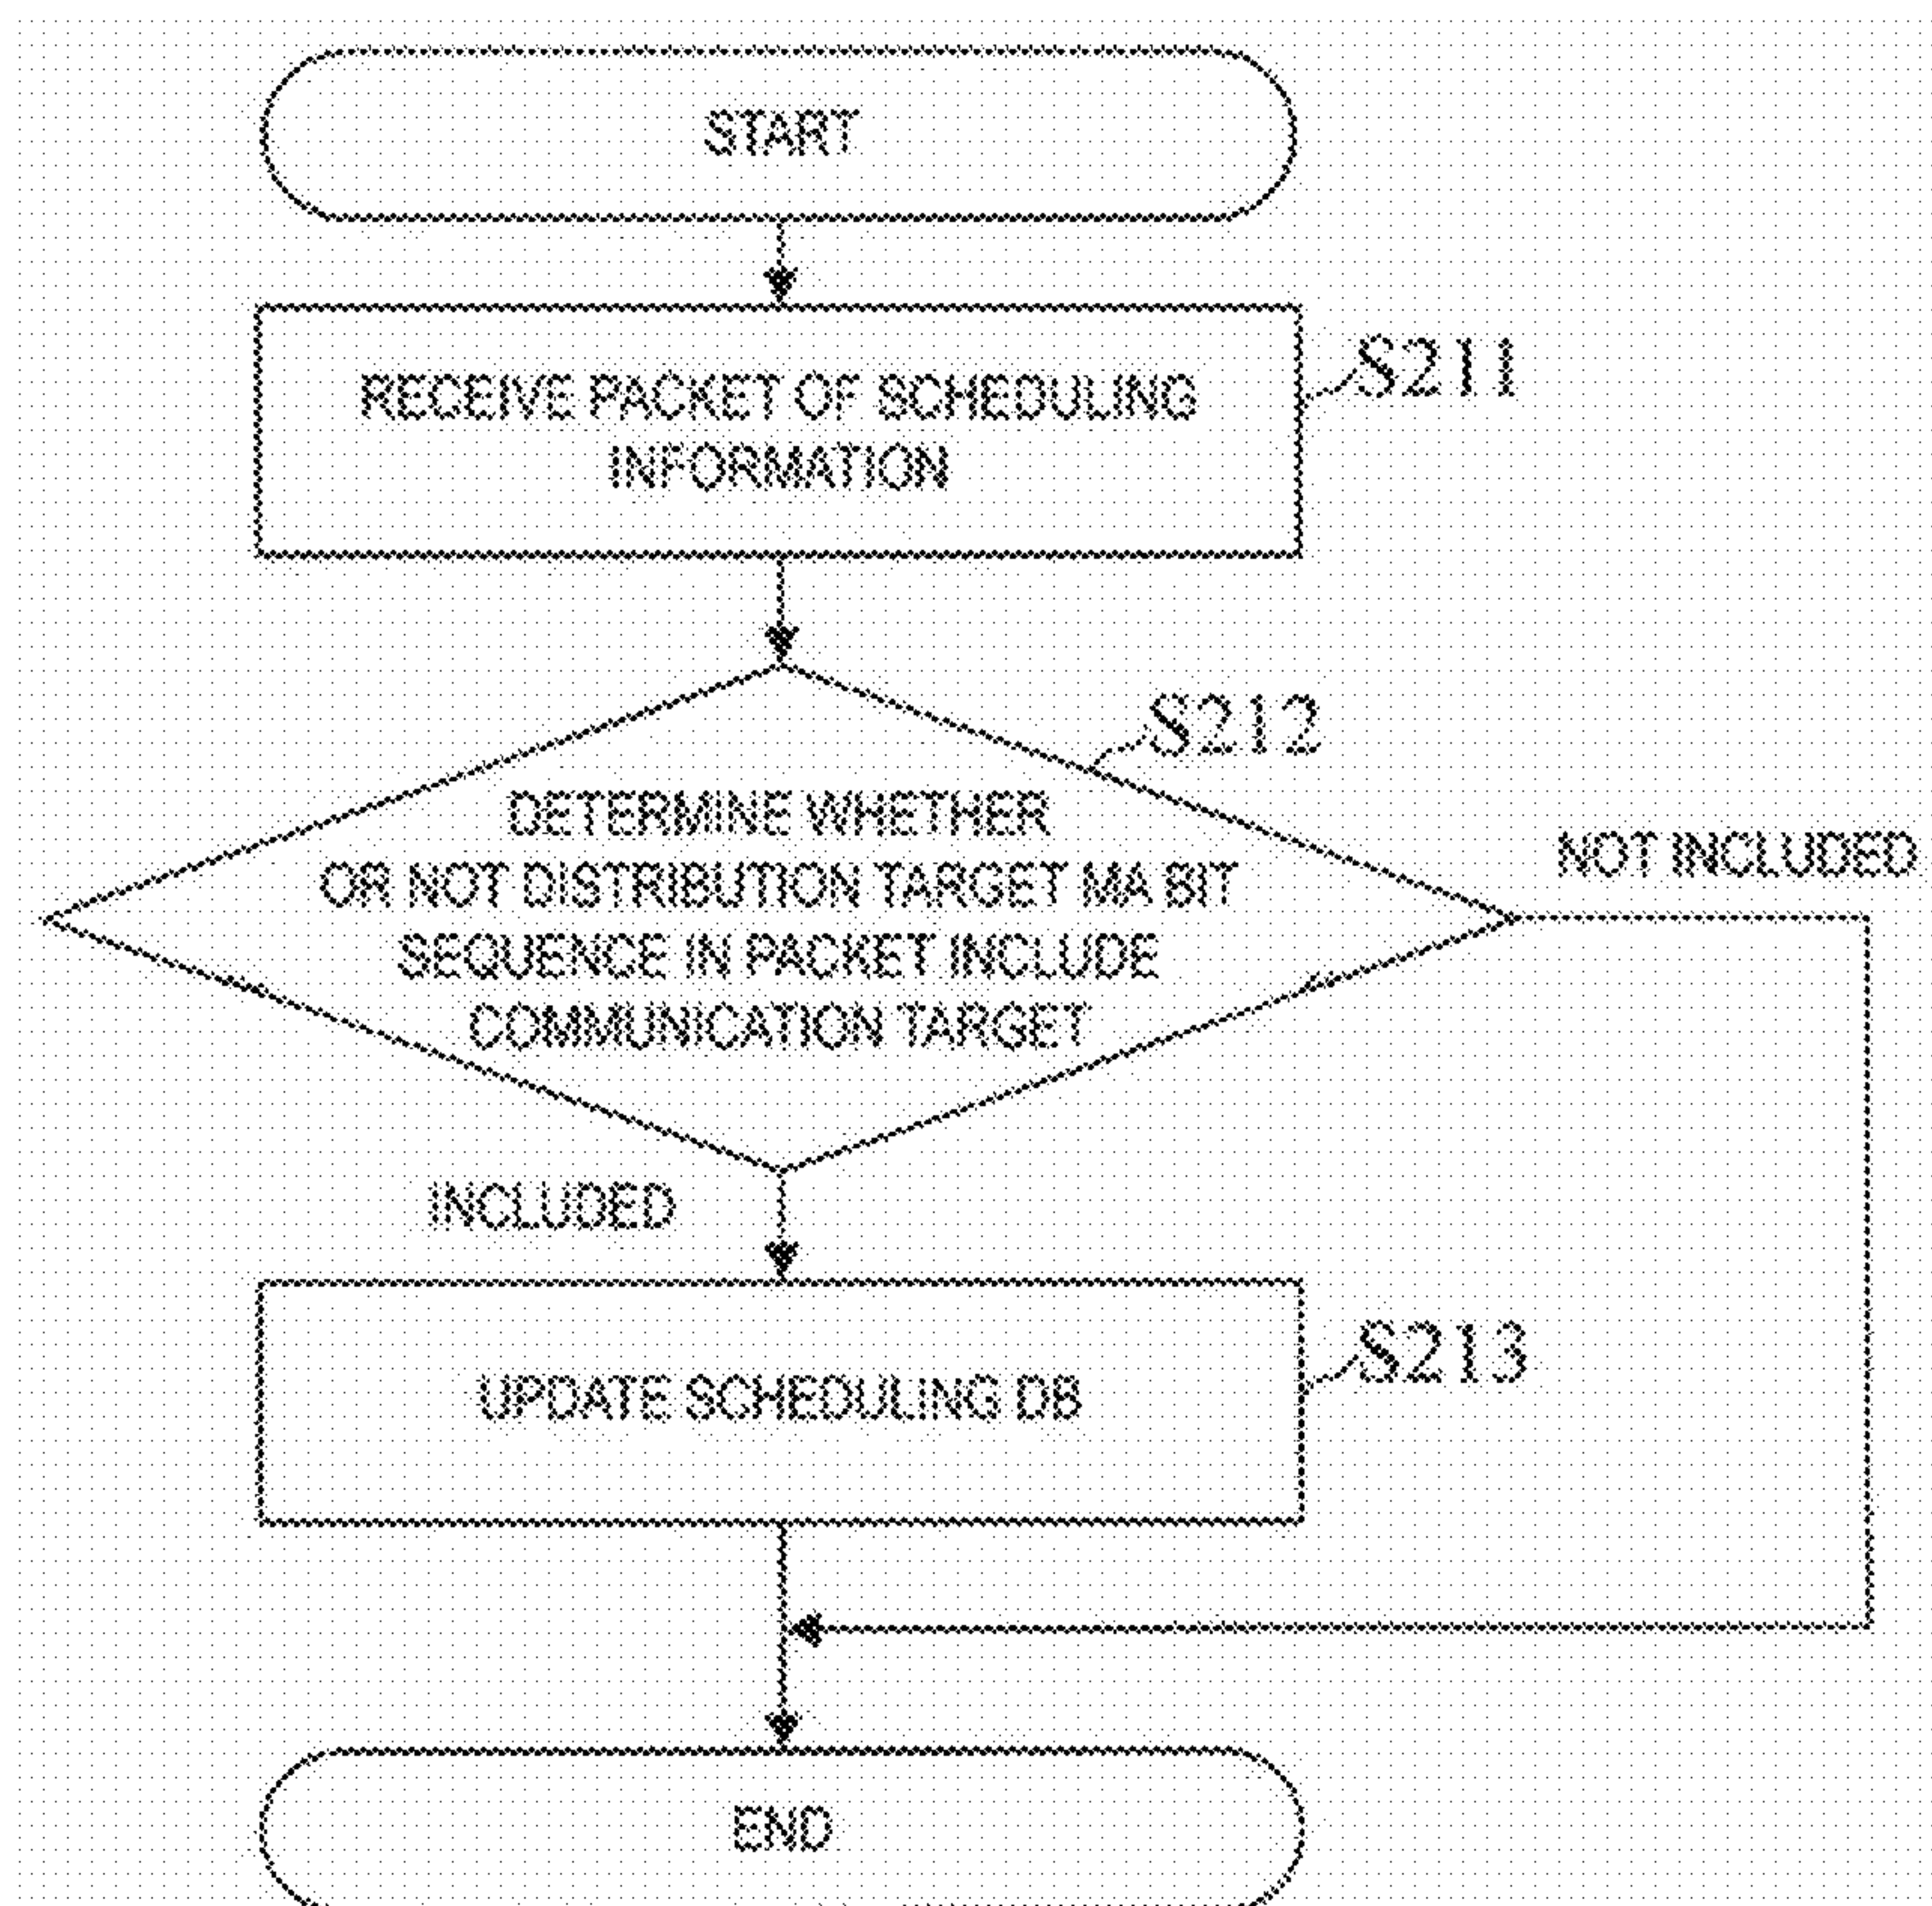 START
RECEIVE PACKET OF SCHEDULING
INFORMATION
S211
S212
DETERMINE WHETHER
OR NOT DISTRIBUTION TARGET MA BIT
SEQUENCE IN PACKET INCLUDE
COMMUNICATION TARGET
NOT INCLUDED
INCLUDED
UPDATE SCHEDULING DB
S213
END